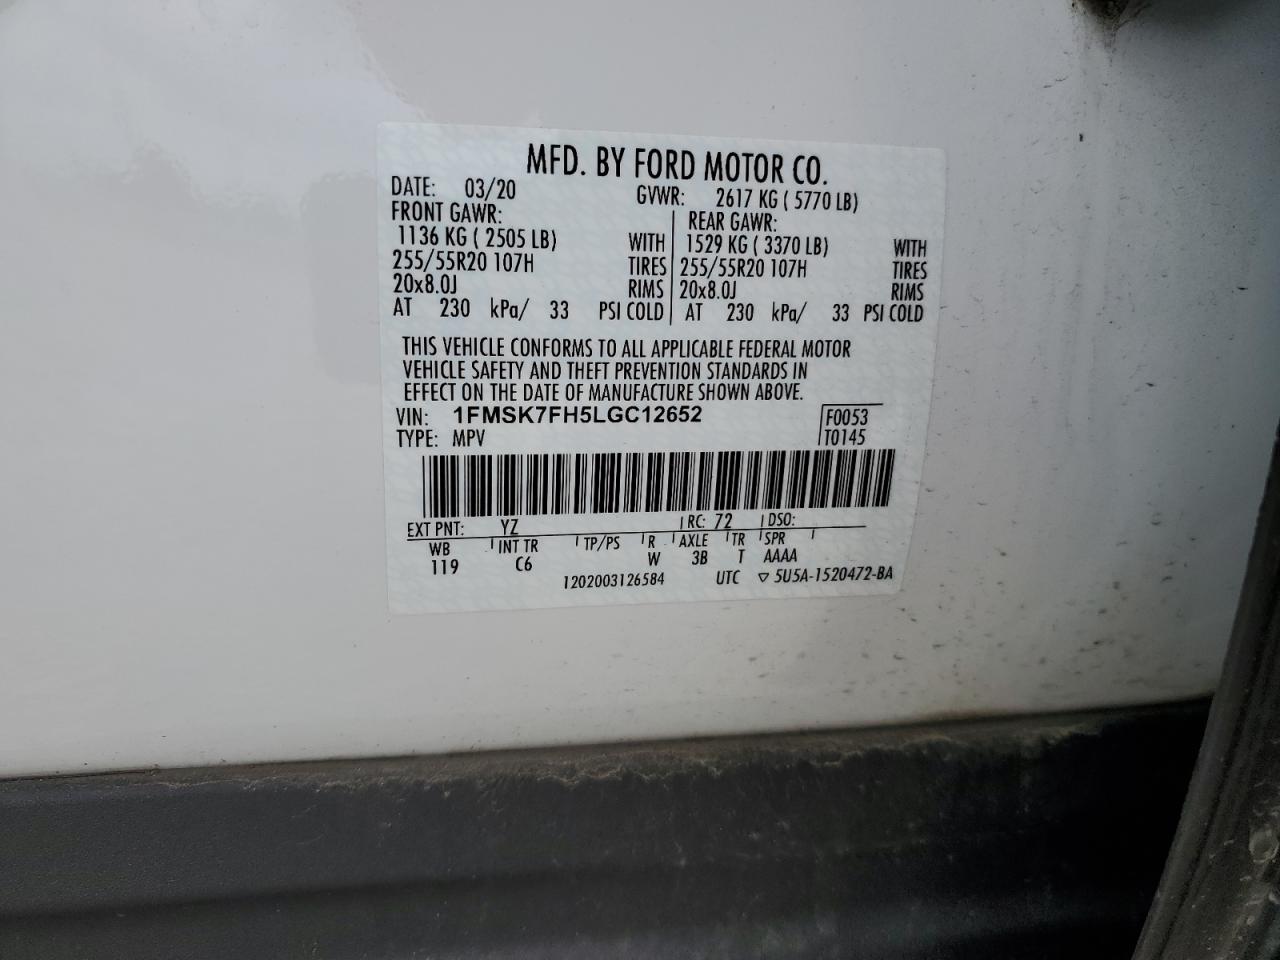 MFD. BY FORD MOTOR CO.
DATE: 03/20 GVWR: 2617 KG ( 5770 LB)
FRONT GAWR: REAR GAWR:
1136 KG ( 2505 LB) WITH 1529 KG ( 3370 LB) WITH
255/55R20 107H TIRES 255/55R20 107H TIRES
20x8.0J RIMS 20x8.0J RIMS
AT 230 kPa/ 33 PSI COLD AT 230 kPa/ 33 PSI COLD
THIS VEHICLE CONFORMS TO ALL APPLICABLE FEDERAL MOTOR
VEHICLE SAFETY AND THEFT PREVENTION STANDARDS IN
EFFECT ON THE DATE OF MANUFACTURE SHOWN ABOVE.
VIN: 1FMSK7FH5LGC12652 F0053
TYPE: MPV T0145
EXT PNT: YZ RC: 72 DSO:
WB INT TR TP/PS R AXLE TR SPR
119 C6 W 3B T AAAA
1202003126584 UTC ▽ 5U5A-1520472-BA